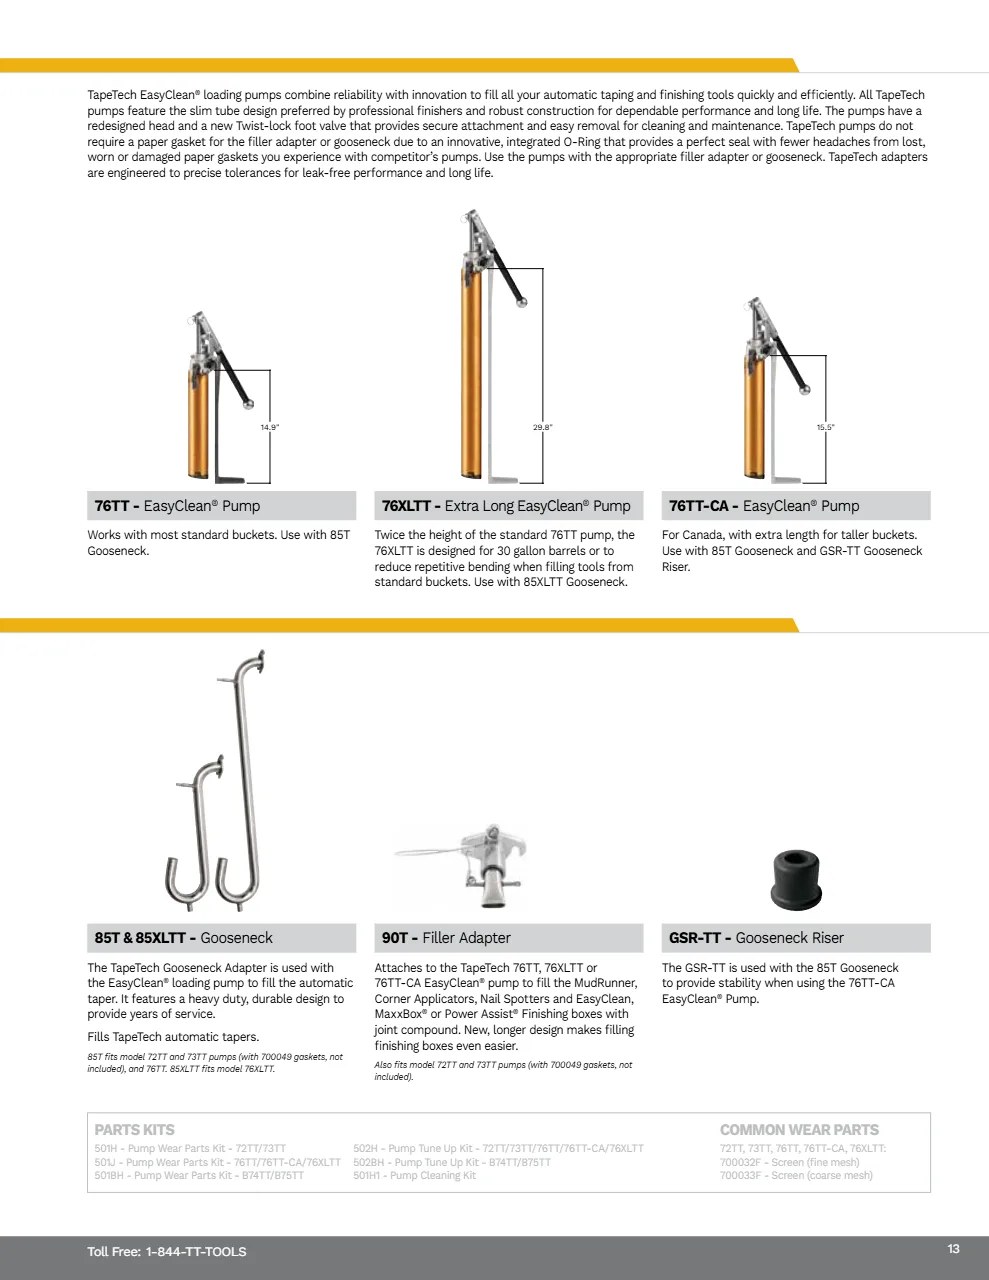 TapeTech EasyClean® loading pumps combine reliability with innovation to fill all your automatic taping and finishing tools quickly and efficiently. All TapeTech
pumps feature the slim tube design preferred by professional finishers and robust construction for dependable performance and long life. The pumps have a
redesigned head and a new Twist-lock foot valve that provides secure attachment and easy removal for cleaning and maintenance. TapeTech pumps do not
require a paper gasket for the filler adapter or gooseneck due to an innovative, integrated O-Ring that provides a perfect seal with fewer headaches from lost,
worn or damaged paper gaskets you experience with competitor's pumps. Use the pumps with the appropriate filler adapter or gooseneck. TapeTech adapters
are engineered to precise tolerances for leak-free performance and long life.
14.9"
29.8"
15.5"
76TT - EasyClean® Pump
Works with most standard buckets. Use with 85T
Gooseneck.
76XLTT - Extra Long EasyClean® Pump
Twice the height of the standard 76TT pump, the
76XLTT is designed for 30 gallon barrels or to
reduce repetitive bending when filling tools from
standard buckets. Use with 85XLTT Gooseneck.
76TT-CA - EasyClean® Pump
For Canada, with extra length for taller buckets.
Use with 85T Gooseneck and GSR-TT Gooseneck
Riser.
85T & 85XLTT - Gooseneck
The TapeTech Gooseneck Adapter is used with
the EasyClean® loading pump to fill the automatic
taper. It features a heavy duty, durable design to
provide years of service.
Fills TapeTech automatic tapers.
85T fits model 72TT and 73TT pumps (with 700049 gaskets, not
included), and 76TT. 85XLTT fits model 76XLTT.
90T - Filler Adapter
Attaches to the TapeTech 76TT, 76XLTT or
76TT-CA EasyClean® pump to fill the MudRunner,
Corner Applicators, Nail Spotters and EasyClean,
MaxxBox® or Power Assist® Finishing boxes with
joint compound. New, longer design makes filling
finishing boxes even easier.
Also fits model 72TT and 73TT pumps (with 700049 gaskets, not
included).
GSR-TT - Gooseneck Riser
The GSR-TT is used with the 85T Gooseneck
to provide stability when using the 76TT-CA
EasyClean® Pump.
PARTS KITS
501H - Pump Wear Parts Kit - 72TT/73TT
501J - Pump Wear Parts Kit - 76TT/76TT-CA/76XLTT
501BH - Pump Wear Parts Kit - B74TT/B75TT
502H - Pump Tune Up Kit - 72TT/73TT/76TT/76TT-CA/76XLTT
502BH - Pump Tune Up Kit - B74TT/B75TT
501H1 - Pump Cleaning Kit
COMMON WEAR PARTS
72TT, 73TT, 76TT, 76TT-CA, 76XLTT:
700032F - Screen (fine mesh)
700033F - Screen (coarse mesh)
Toll Free: 1-844-TT-TOOLS
13